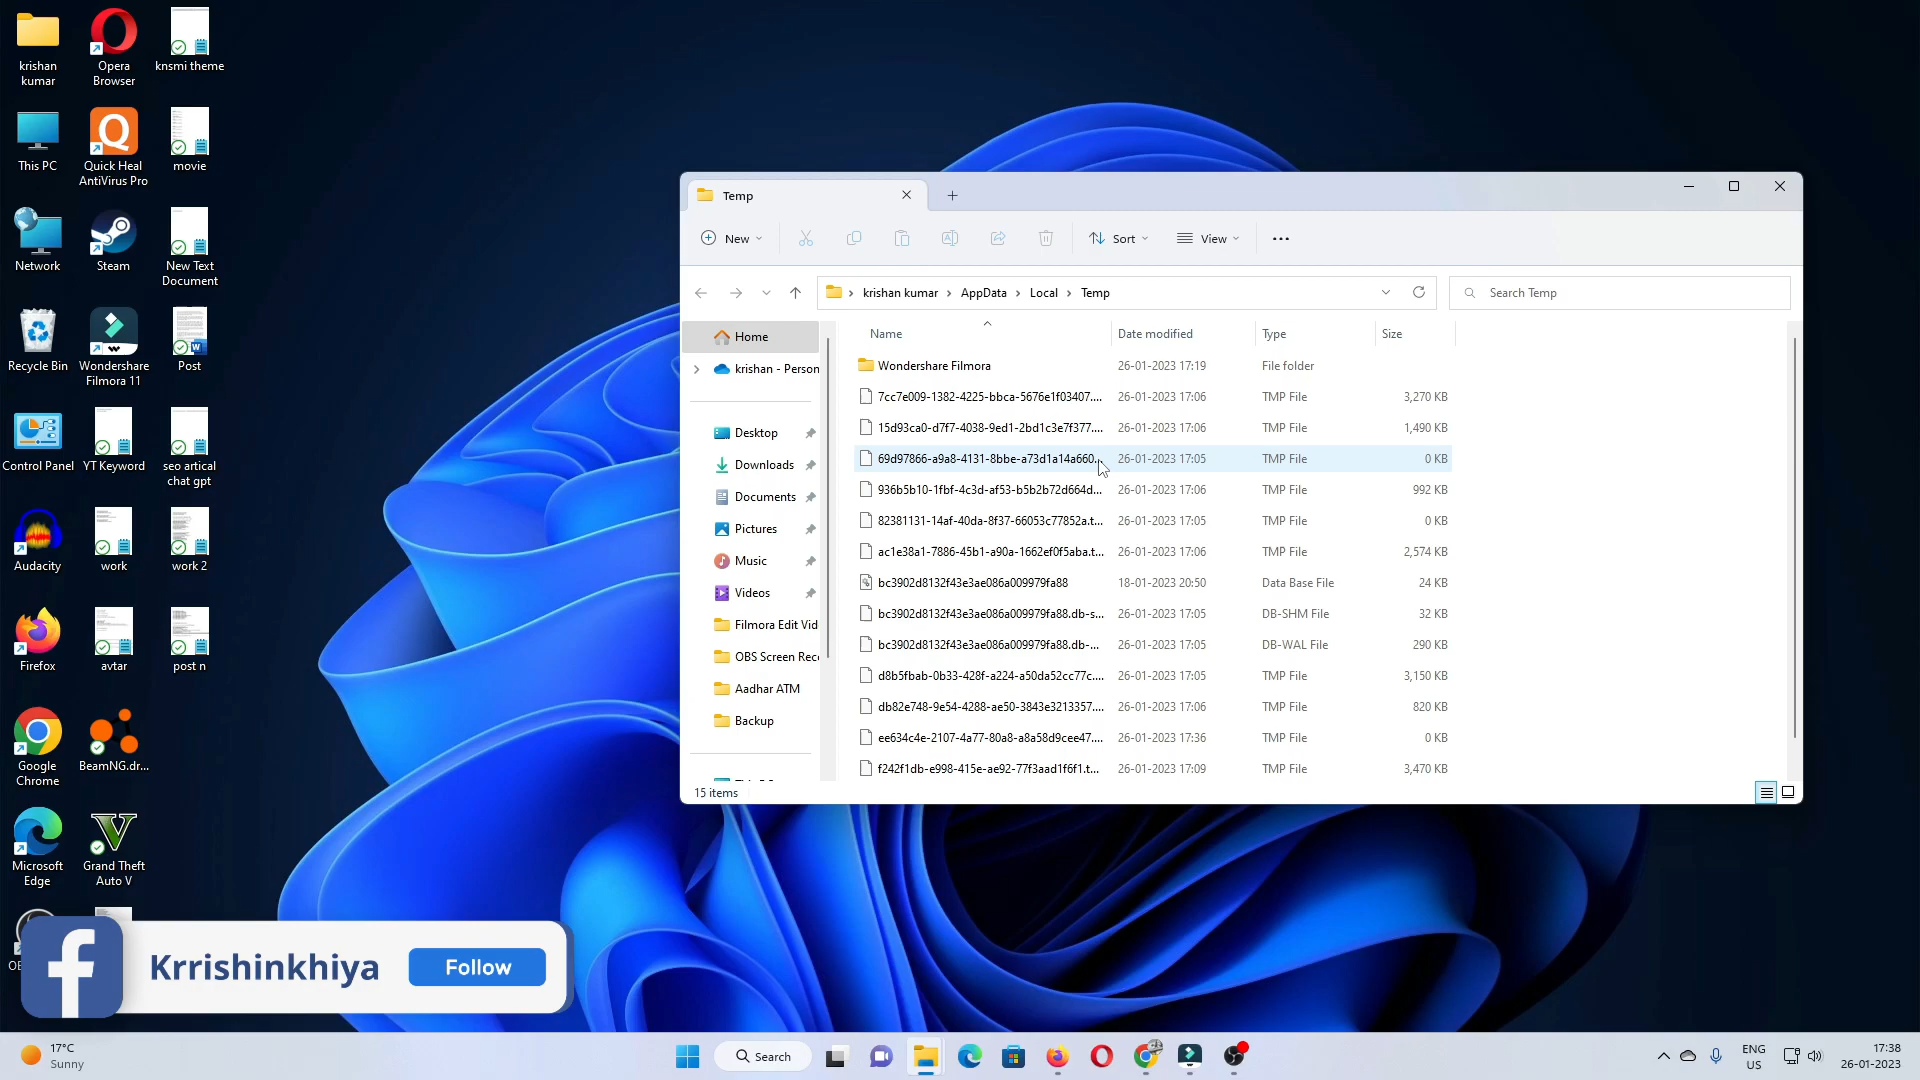 krishan
kumar
Opera
Browser
knsmi theme
This PC
Quick Heal
AntiVirus Pro
movie
Network
Steam
New Text
Document
Recycle Bin
Wondershare
Filmora 11
Post
Control Panel
YT Keyword
seo artical
chat gpt
Audacity
work
work 2
Firefox
avtar
post n
Google
Chrome
BeamNG.dr...
Microsoft
Edge
Grand Theft
Auto V
Krrishinkhiya
Follow
Temp
New
Sort
View
krishan kumar > AppData > Local > Temp
Search Temp
Home
krishan - Person
Desktop
Downloads
Documents
Pictures
Music
Videos
Filmora Edit Vid
OBS Screen Rec
Aadhar ATM
Backup
Name Date modified Type Size
Wondershare Filmora 26-01-2023 17:19 File folder
7cc7e009-1382-4225-bbca-5676e1f03407.... 26-01-2023 17:06 TMP File 3,270 KB
15d93ca0-d7f7-4038-9ed1-2bd1c3e7f377.... 26-01-2023 17:06 TMP File 1,490 KB
69d97866-a9a8-4131-8bbe-a73d1a14a660... 26-01-2023 17:05 TMP File 0 KB
936b5b10-1fbf-4c3d-af53-b5b2b72d664d... 26-01-2023 17:06 TMP File 992 KB
82381131-14af-40da-8f37-66053c77852a.t... 26-01-2023 17:05 TMP File 0 KB
ac1e38a1-7886-45b1-a90a-1662ef0f5aba.t... 26-01-2023 17:06 TMP File 2,574 KB
bc3902d8132f43e3ae086a009979fa88 18-01-2023 20:50 Data Base File 24 KB
bc3902d8132f43e3ae086a009979fa88.db-s... 26-01-2023 17:05 DB-SHM File 32 KB
bc3902d8132f43e3ae086a009979fa88.db-... 26-01-2023 17:05 DB-WAL File 290 KB
d8b5fbab-0b33-428f-a224-a50da52cc77c.... 26-01-2023 17:05 TMP File 3,150 KB
db82e748-9e54-4288-ae50-3843e3213357.... 26-01-2023 17:06 TMP File 820 KB
ee634c4e-2107-4a77-80a8-a8a58d9cee47.... 26-01-2023 17:36 TMP File 0 KB
f242f1db-e998-415e-ae92-77f3aad1f6f1.t... 26-01-2023 17:09 TMP File 3,470 KB
15 items
17°C
Sunny
Search
ENG
US
17:38
26-01-2023